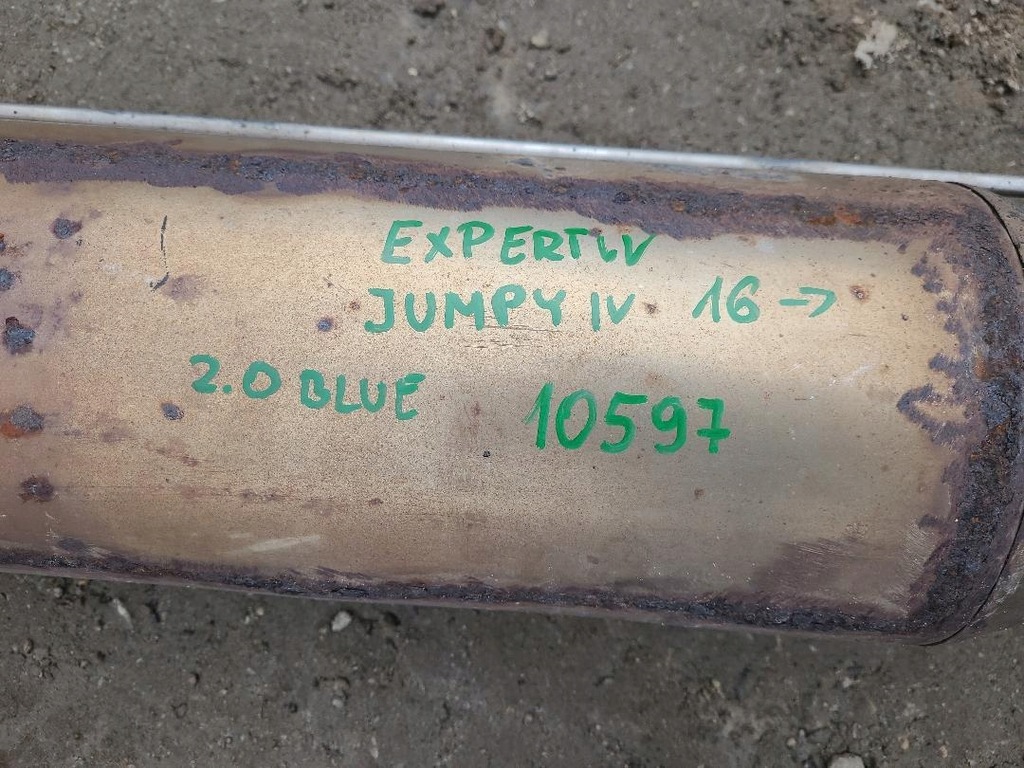 EXPERT IV
JUMPY IV 16 →
2.0 BLUE 10597